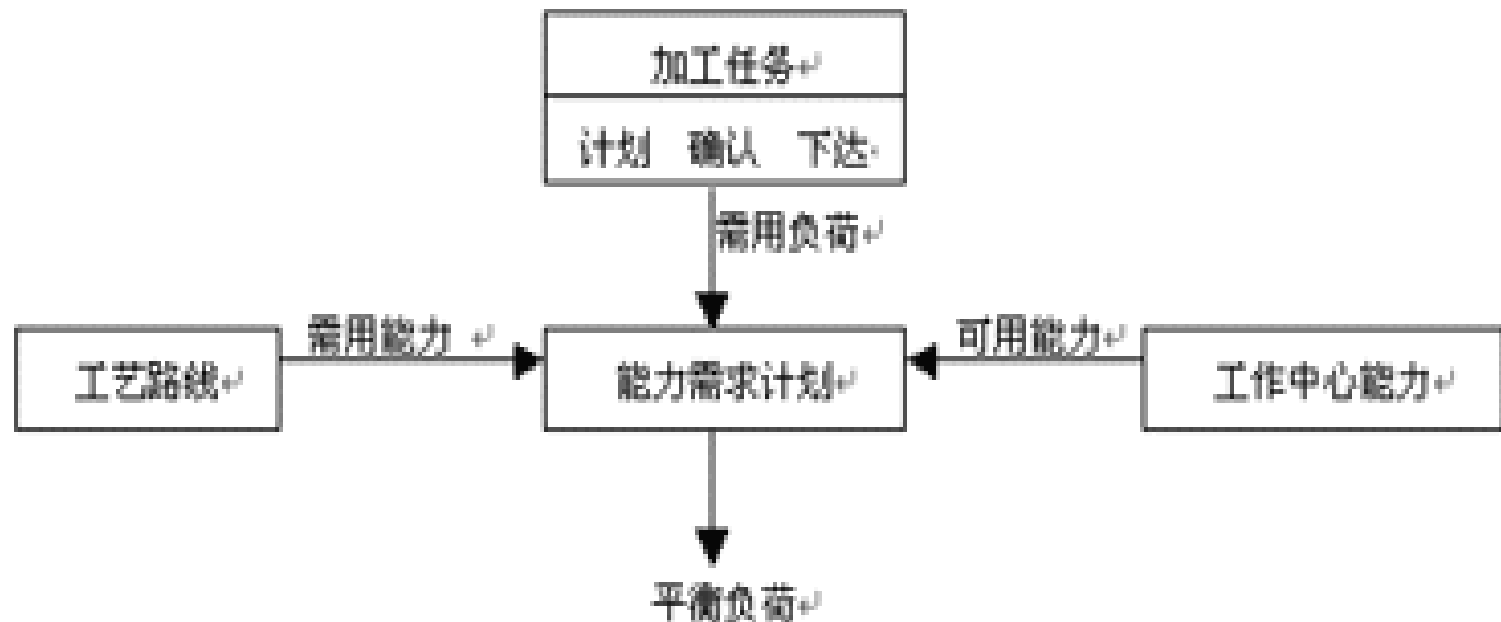 加工任务
计划 确认 下达
需用负荷
需用能力 可用能力
工艺路线 能力需求计划 工作中心能力
平衡负荷